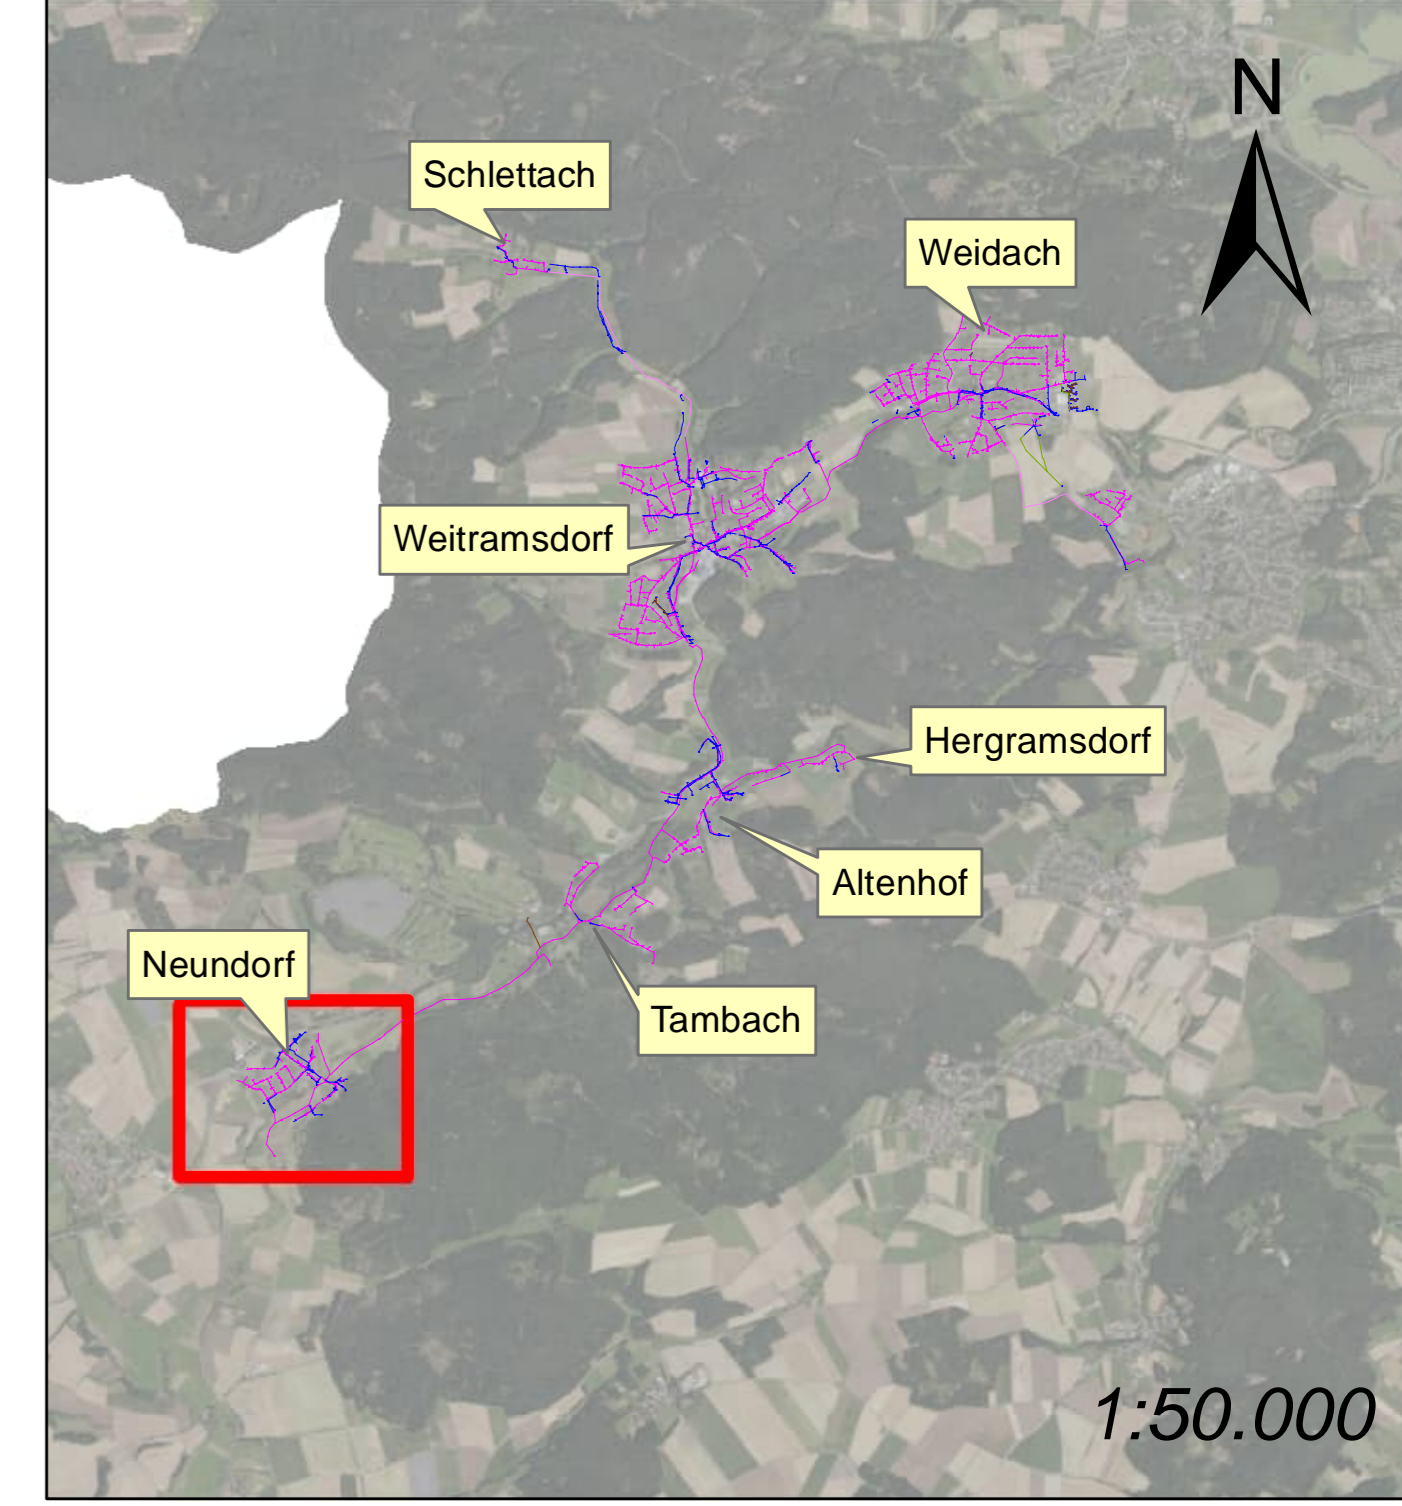 N
Schlettach
Weidach
Weitramsdorf
Hergramsdorf
Altenhof
Neundorf
Tambach
1:50.000